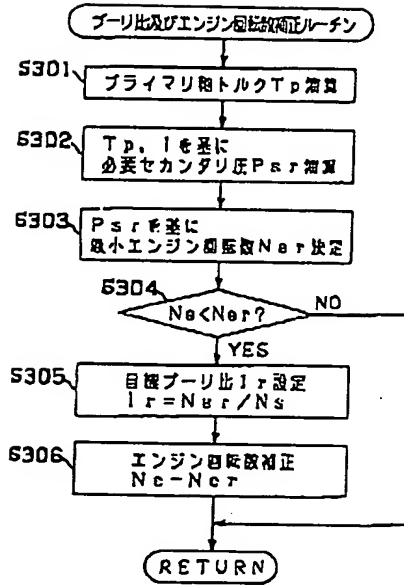 プーリ比及びエンジン回転数補正ルーチン
S301
プライマリ軸トルクTp演算
S302
Tp, iを基に
必要セカンダリ圧Psr演算
S303
Psrを基に
最小エンジン回転数Ner決定
S304
Ne<Ner?
NO
YES
S305
目標プーリ比ir設定
ir=Ner/Ns
S306
エンジン回転数補正
Ne-Ner
RETURN